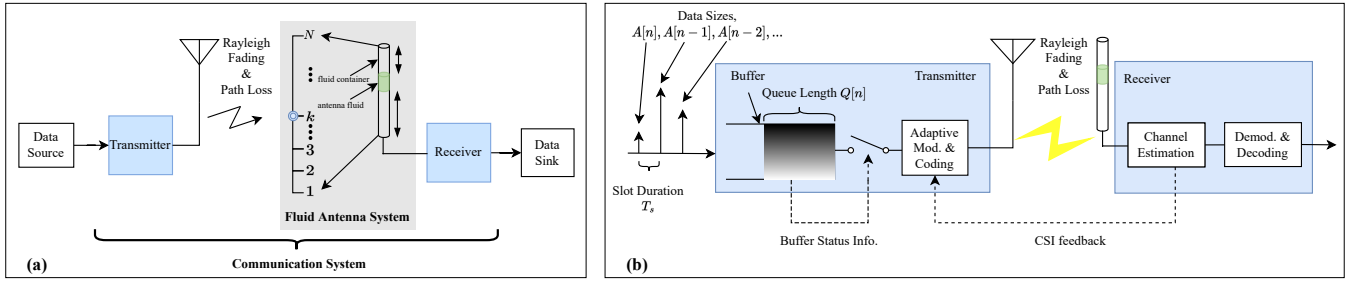 Data
Source
Transmitter
Rayleigh
Fading
&
Path Loss
N
k
3
2
1
fluid container
antenna fluid
Fluid Antenna System
Receiver
Data
Sink
Communication System
(a)
Data Sizes,
A[n], A[n − 1], A[n − 2], ...
Slot Duration
T_s
Buffer
Queue Length Q[n]
Transmitter
Adaptive
Mod. &
Coding
Buffer Status Info.
Rayleigh
Fading
&
Path Loss
Receiver
Channel
Estimation
Demod. &
Decoding
CSI feedback
(b)